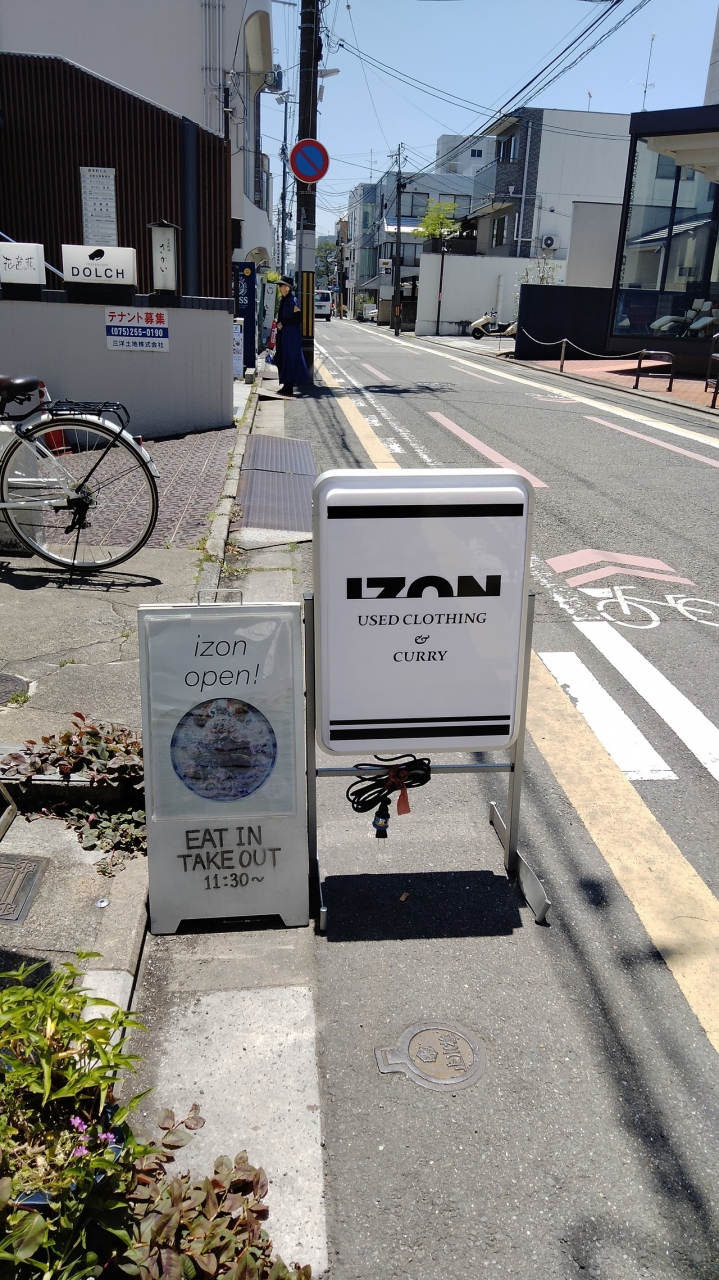 DOLCH
テナント募集
(075)255-0190
三洋土地株式会社
IZON
USED CLOTHING
&
CURRY
izon
open!
EAT IN
TAKE OUT
11:30~